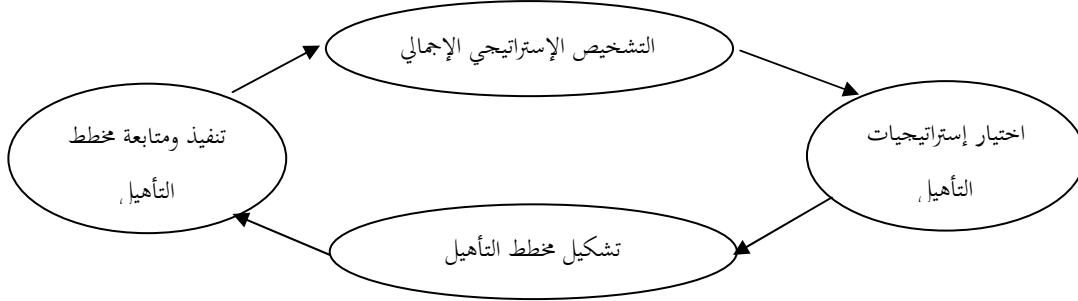 التشخيص الإستراتيجي الإجمالي
اختيار إستراتيجيات
التأهيل
تشكيل مخطط التأهيل
تنفيذ ومتابعة مخطط
التأهيل